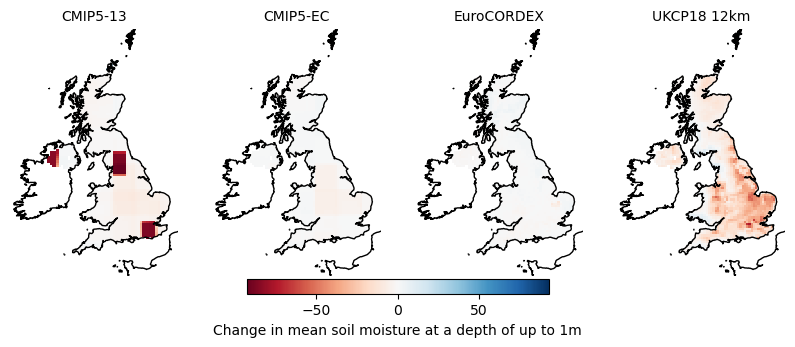 CMIP5-13 CMIP5-EC EuroCORDEX UKCP18 12km
−50 0 50
Change in mean soil moisture at a depth of up to 1m